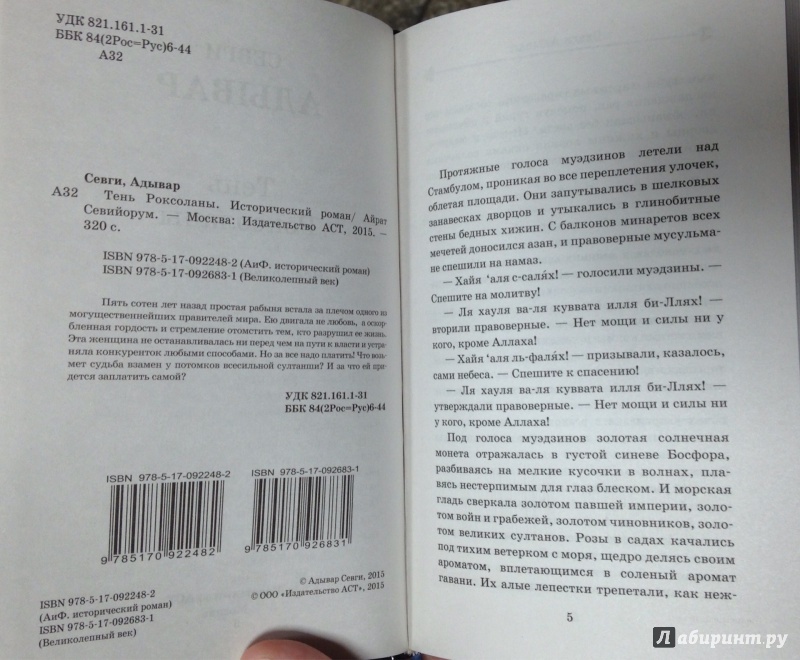 УДК 821.161.1-31
ББК 84(2Рос=Рус)6-44
А32
Севги, Адывар
А32 Тень Роксоланы. Исторический роман/ Айрат
Севийорум. — Москва: Издательство АСТ, 2015. —
320 с.
ISBN 978-5-17-092248-2 (АиФ. исторический роман)
ISBN 978-5-17-092683-1 (Великолепный век)
Пять сотен лет назад простая рабыня встала за плечом одного из
могущественнейших правителей мира. Ею двигала не любовь, а оскор-
бленная гордость и стремление отомстить тем, кто разрушил ее жизнь.
Эта женщина не останавливалась ни перед чем на пути к власти и устра-
няла конкуренток любыми способами. Но за все надо платить! Что возь-
мет судьба взамен у потомков всесильной султанши? И за что ей при-
дется заплатить самой?
УДК 821.161.1-31
ББК 84(2Рос=Рус)6-44
ISBN 978-5-17-092248-2
9 785170 922482
ISBN 978-5-17-092683-1
9 785170 926831
© Адывар Севги, 2015
© ООО «Издательство АСТ», 2015
ISBN 978-5-17-092248-2
(АиФ. исторический роман)
ISBN 978-5-17-092683-1
(Великолепный век)
Протяжные голоса муэдзинов летели над
Стамбулом, проникая во все переплетения улочек,
облетая площади. Они запутывались в шелковых
занавесках дворцов и утыкались в глинобитные
стены бедных хижин. С балконов минаретов всех
мечетей доносился азан, и правоверные мусульма-
не спешили на намаз.
— Хайя ‘аля с-салях! — голосили муэдзины. —
Спешите на молитву!
— Ля хауля ва-ля куввата илля би-Ллях! —
вторили правоверные. — Нет мощи и силы ни у
кого, кроме Аллаха!
— Хайя ‘аля ль-фалях! — призывали, казалось,
сами небеса. — Спешите к спасению!
— Ля хауля ва-ля куввата илля би-Ллях! —
утверждали правоверные. — Нет мощи и силы ни
у кого, кроме Аллаха!
Под голоса муэдзинов золотая солнечная
монета отражалась в густой синеве Босфора,
разбиваясь на мелкие кусочки в волнах, пла-
вясь нестерпимым для глаз блеском. И морская
гладь сверкала золотом павшей империи, золо-
том войн и грабежей, золотом чиновников, золо-
том великих султанов. Розы в садах качались
под тихим ветерком с моря, щедро делясь своим
ароматом, вплетающимся в соленый аромат
гавани. Их алые лепестки трепетали, как неж-
5
Лабиринт.ру